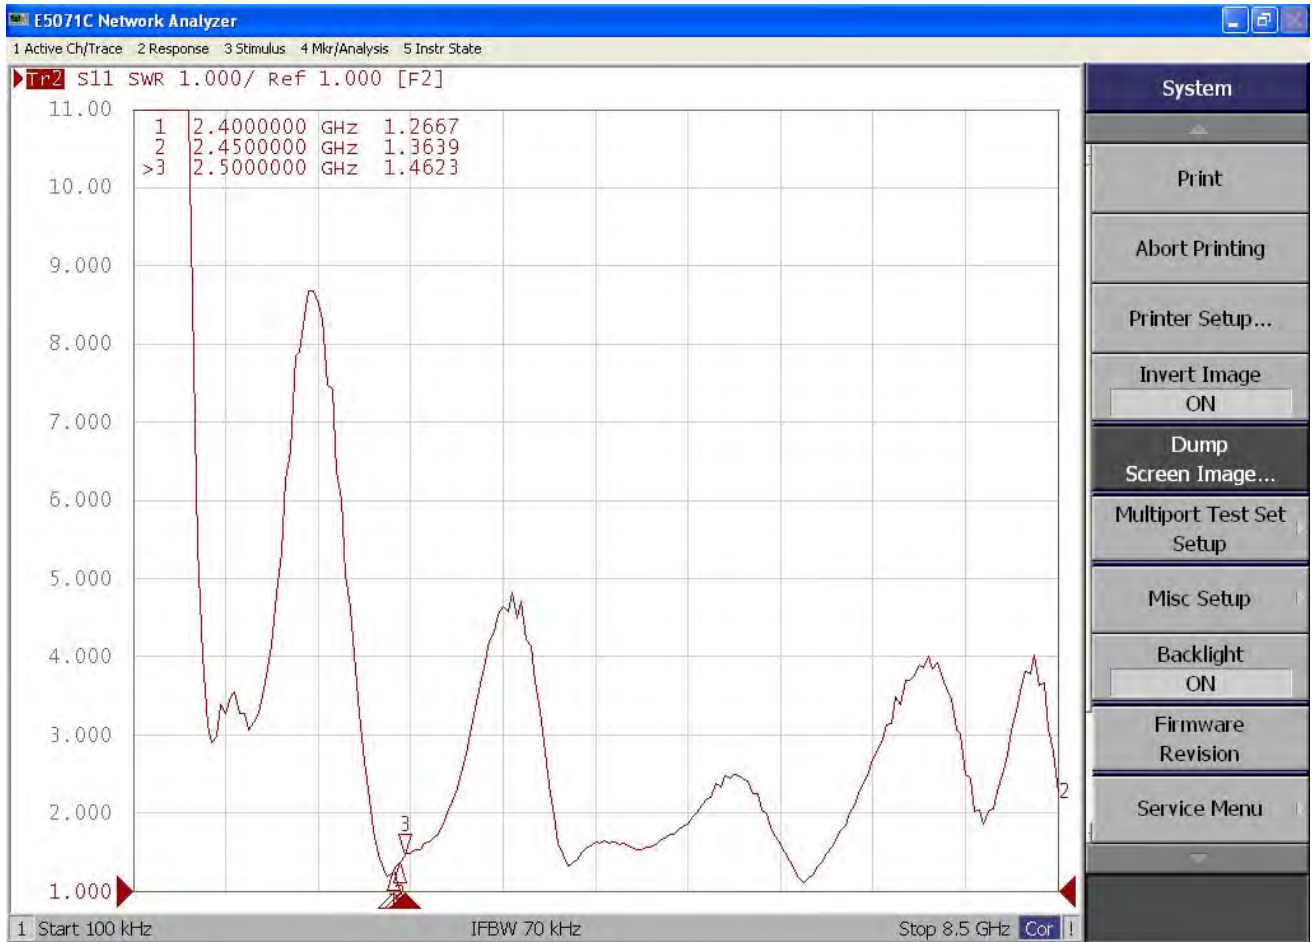 E5071C Network Analyzer
1 Active Ch/Trace 2 Response 3 Stimulus 4 Mkr/Analysis 5 Instr State
Tr2 S11 SWR 1.000/ Ref 1.000 [F2]
11.00
10.00
9.000
8.000
7.000
6.000
5.000
4.000
3.000
2.000
1.000
1 2.4000000 GHz 1.2667
2 2.4500000 GHz 1.3639
>3 2.5000000 GHz 1.4623
3
2
1 Start 100 kHz IFBW 70 kHz Stop 8.5 GHz Cor !
System
Print
Abort Printing
Printer Setup...
Invert Image
ON
Dump
Screen Image...
Multiport Test Set
Setup
Misc Setup
Backlight
ON
Firmware
Revision
Service Menu